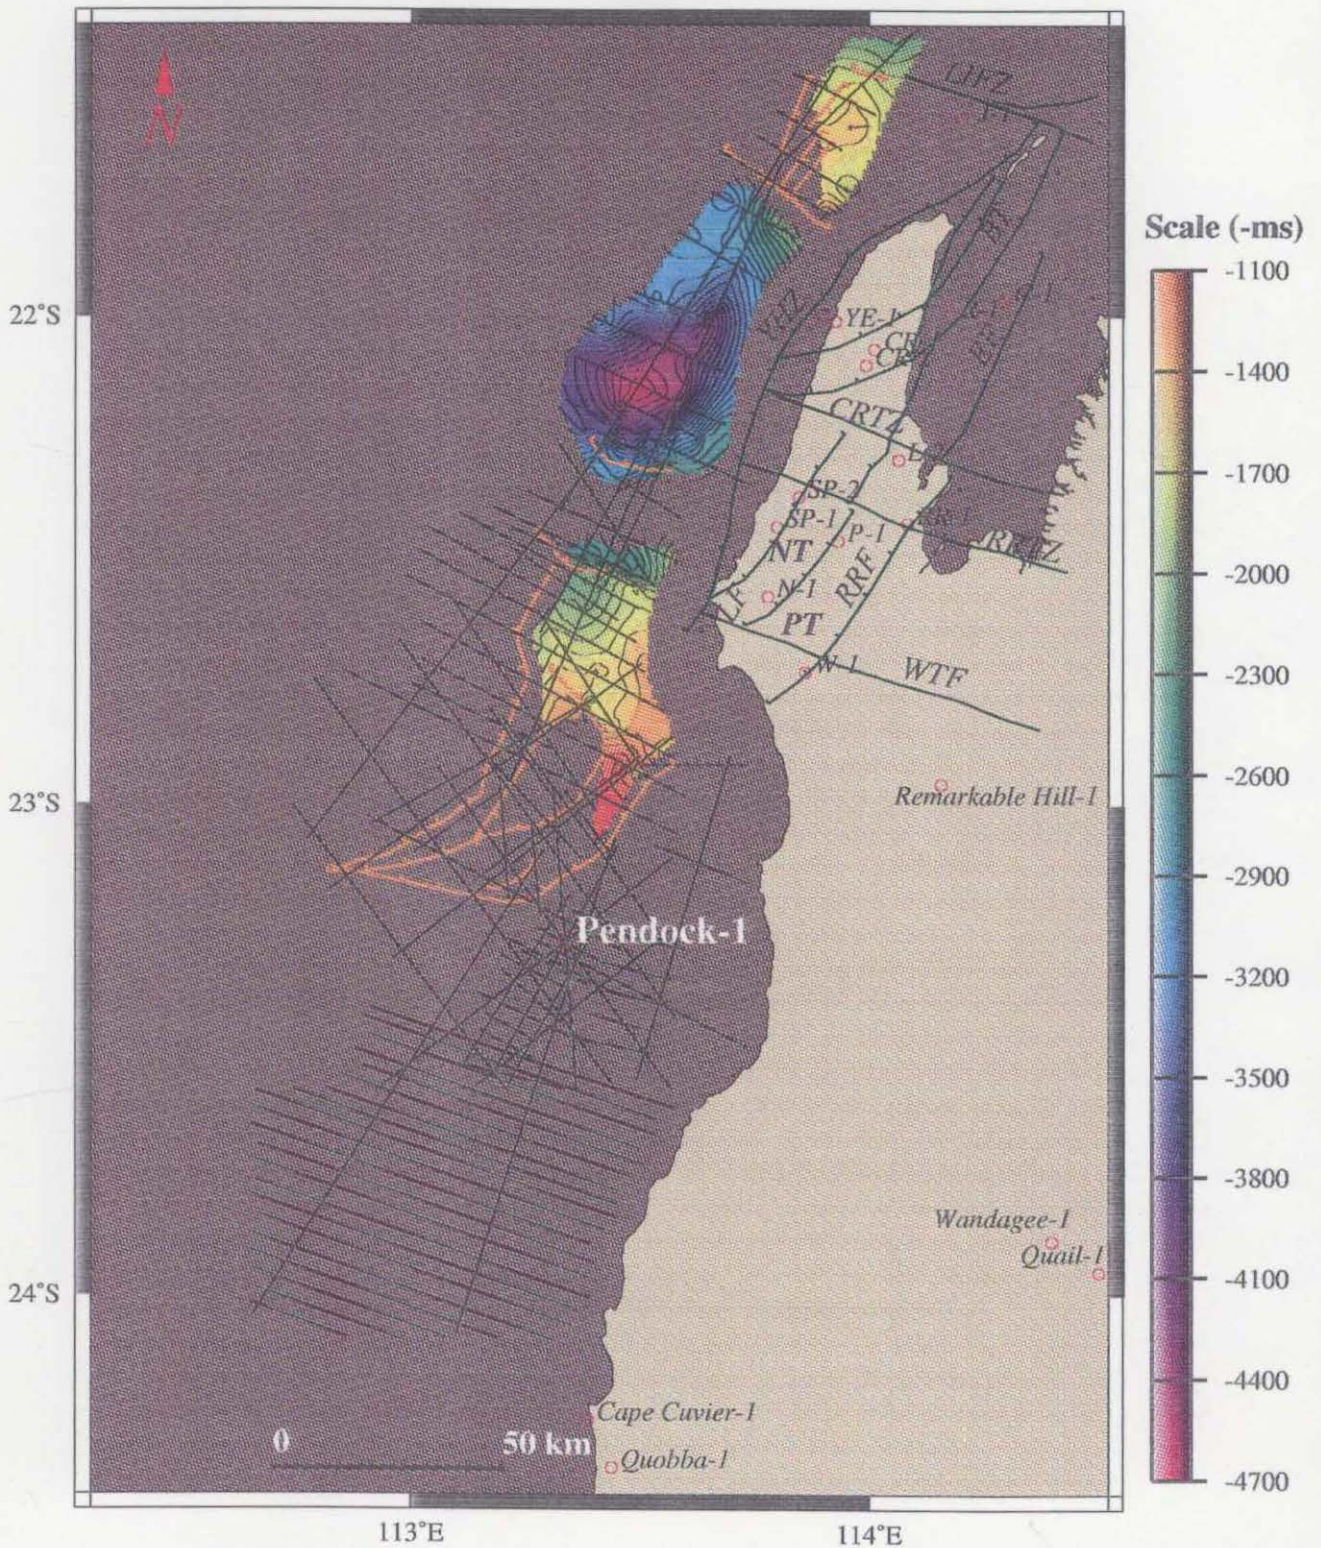 N
LHFZ
Scale (-ms)
-1100
-1400
-1700
-2000
-2300
-2600
-2900
-3200
-3500
-3800
-4100
-4400
-4700
22°S
23°S
24°S
113°E
114°E
YHZ
YE-1
CRTZ
SP-2
SP-1
P-1
NT
LF
N-1
PT
RRF
W-1
WTF
Remarkable Hill-1
Pendock-1
Wandagee-1
Quail-1
Cape Cuvier-1
Quobba-1
0
50 km